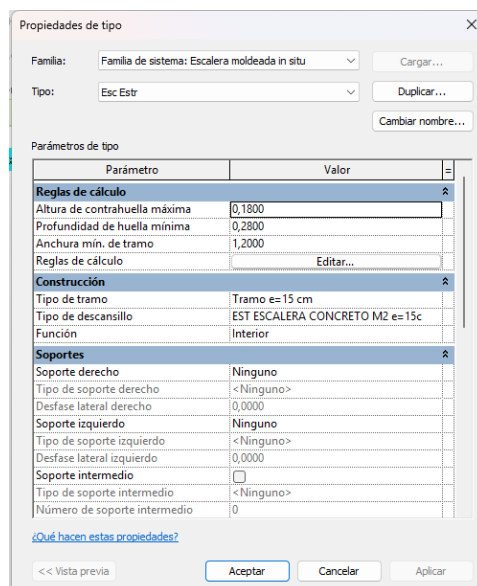 Propiedades de tipo
Familia: Familia de sistema: Escalera moldeada in situ Cargar...
Tipo: Esc Estr Duplicar...
Cambiar nombre...
Parámetros de tipo
Parámetro Valor =
Reglas de cálculo
Altura de contrahuella máxima 0,1800
Profundidad de huella mínima 0,2800
Anchura mín. de tramo 1,2000
Reglas de cálculo Editar...
Construcción
Tipo de tramo Tramo e=15 cm
Tipo de descansillo EST ESCALERA CONCRETO M2 e=15c
Función Interior
Soportes
Soporte derecho Ninguno
Tipo de soporte derecho <Ninguno>
Desfase lateral derecho 0,0000
Soporte izquierdo Ninguno
Tipo de soporte izquierdo <Ninguno>
Desfase lateral izquierdo 0,0000
Soporte intermedio
Tipo de soporte intermedio <Ninguno>
Número de soporte intermedio 0
¿Qué hacen estas propiedades?
<< Vista previa Aceptar Cancelar Aplicar